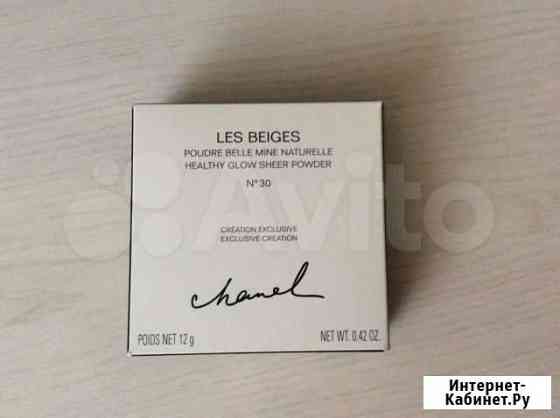 LES BEIGES
POUDRE BELLE MINE NATURELLE
HEALTHY GLOW SHEER POWDER
N°30
CRÉATION EXCLUSIVE
EXCLUSIVE CREATION
Avito
chanel
POIDS NET 12 g NET WT. 0.42 OZ.
Интернет-
Кабинет.Ру